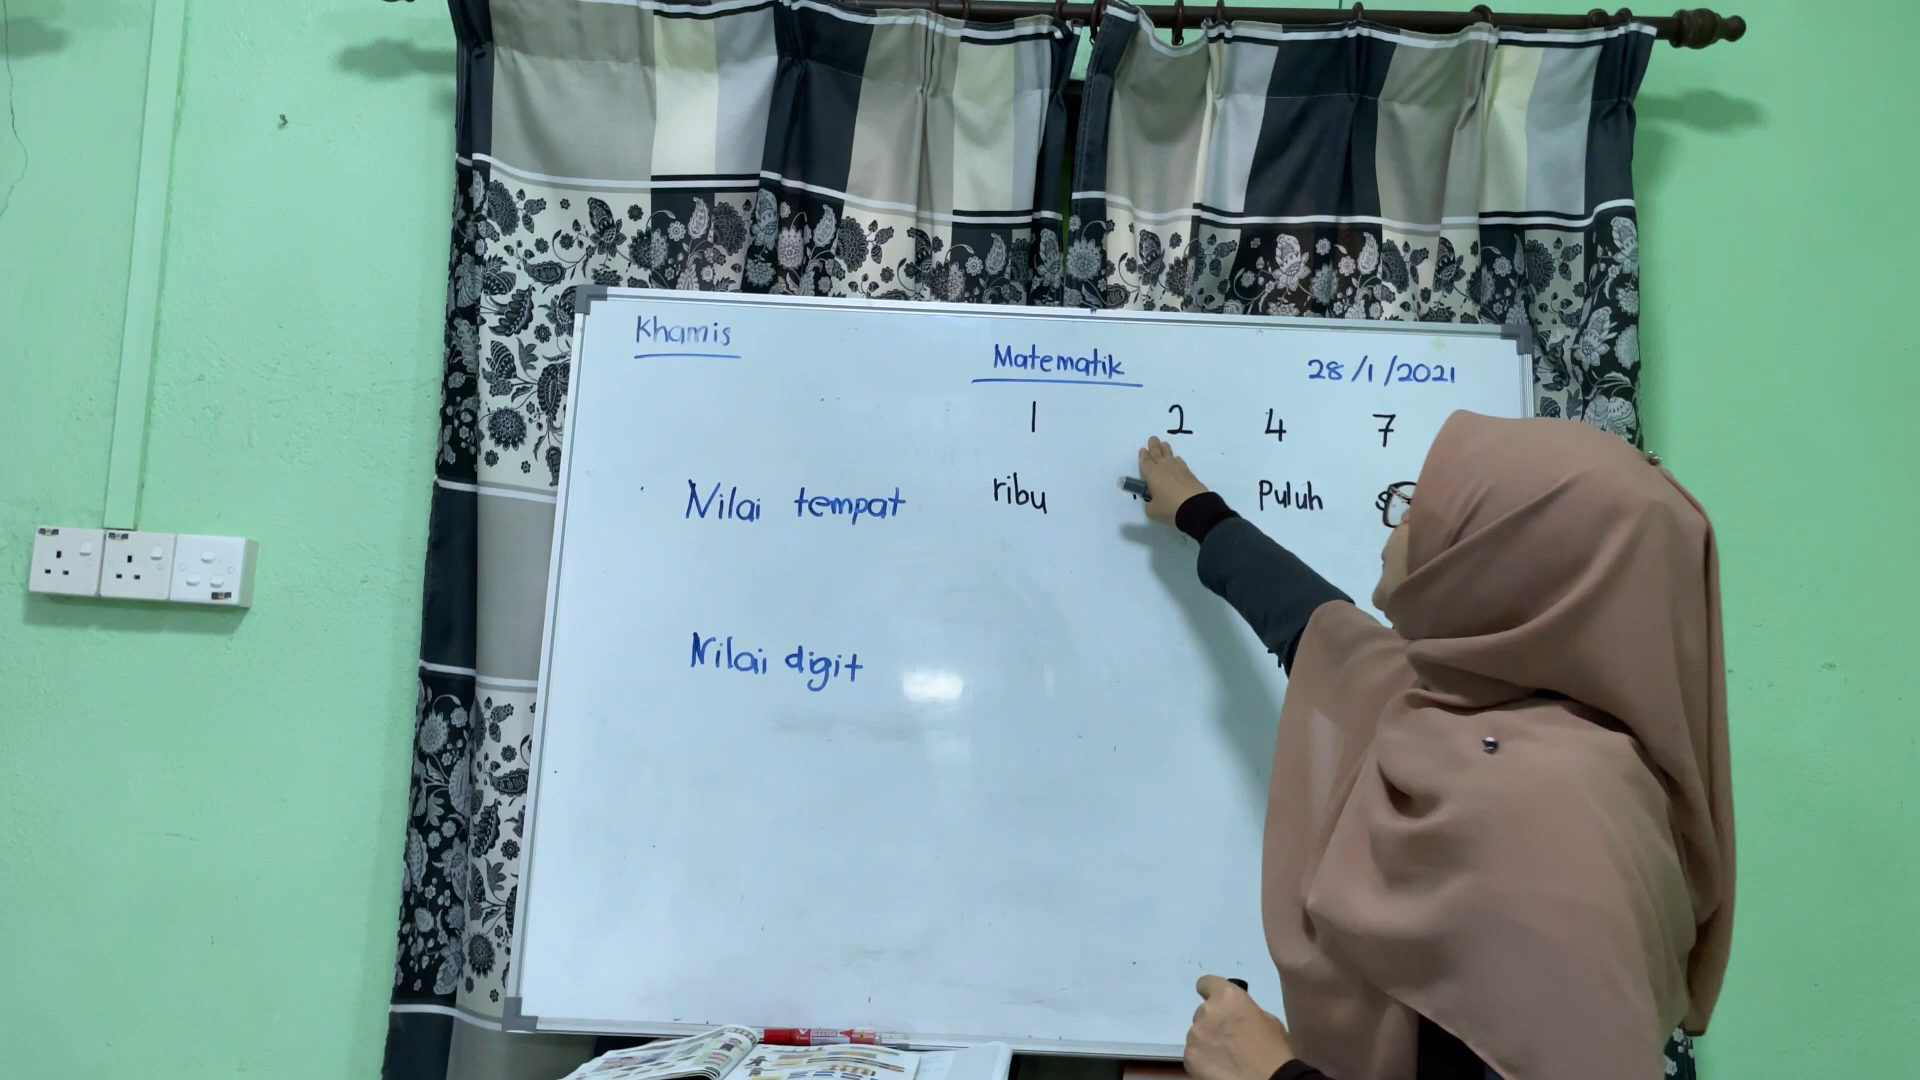 Khamis
Matematik
28/1/2021
1 2 4 7
Nilai tempat ribu Puluh
Nilai digit